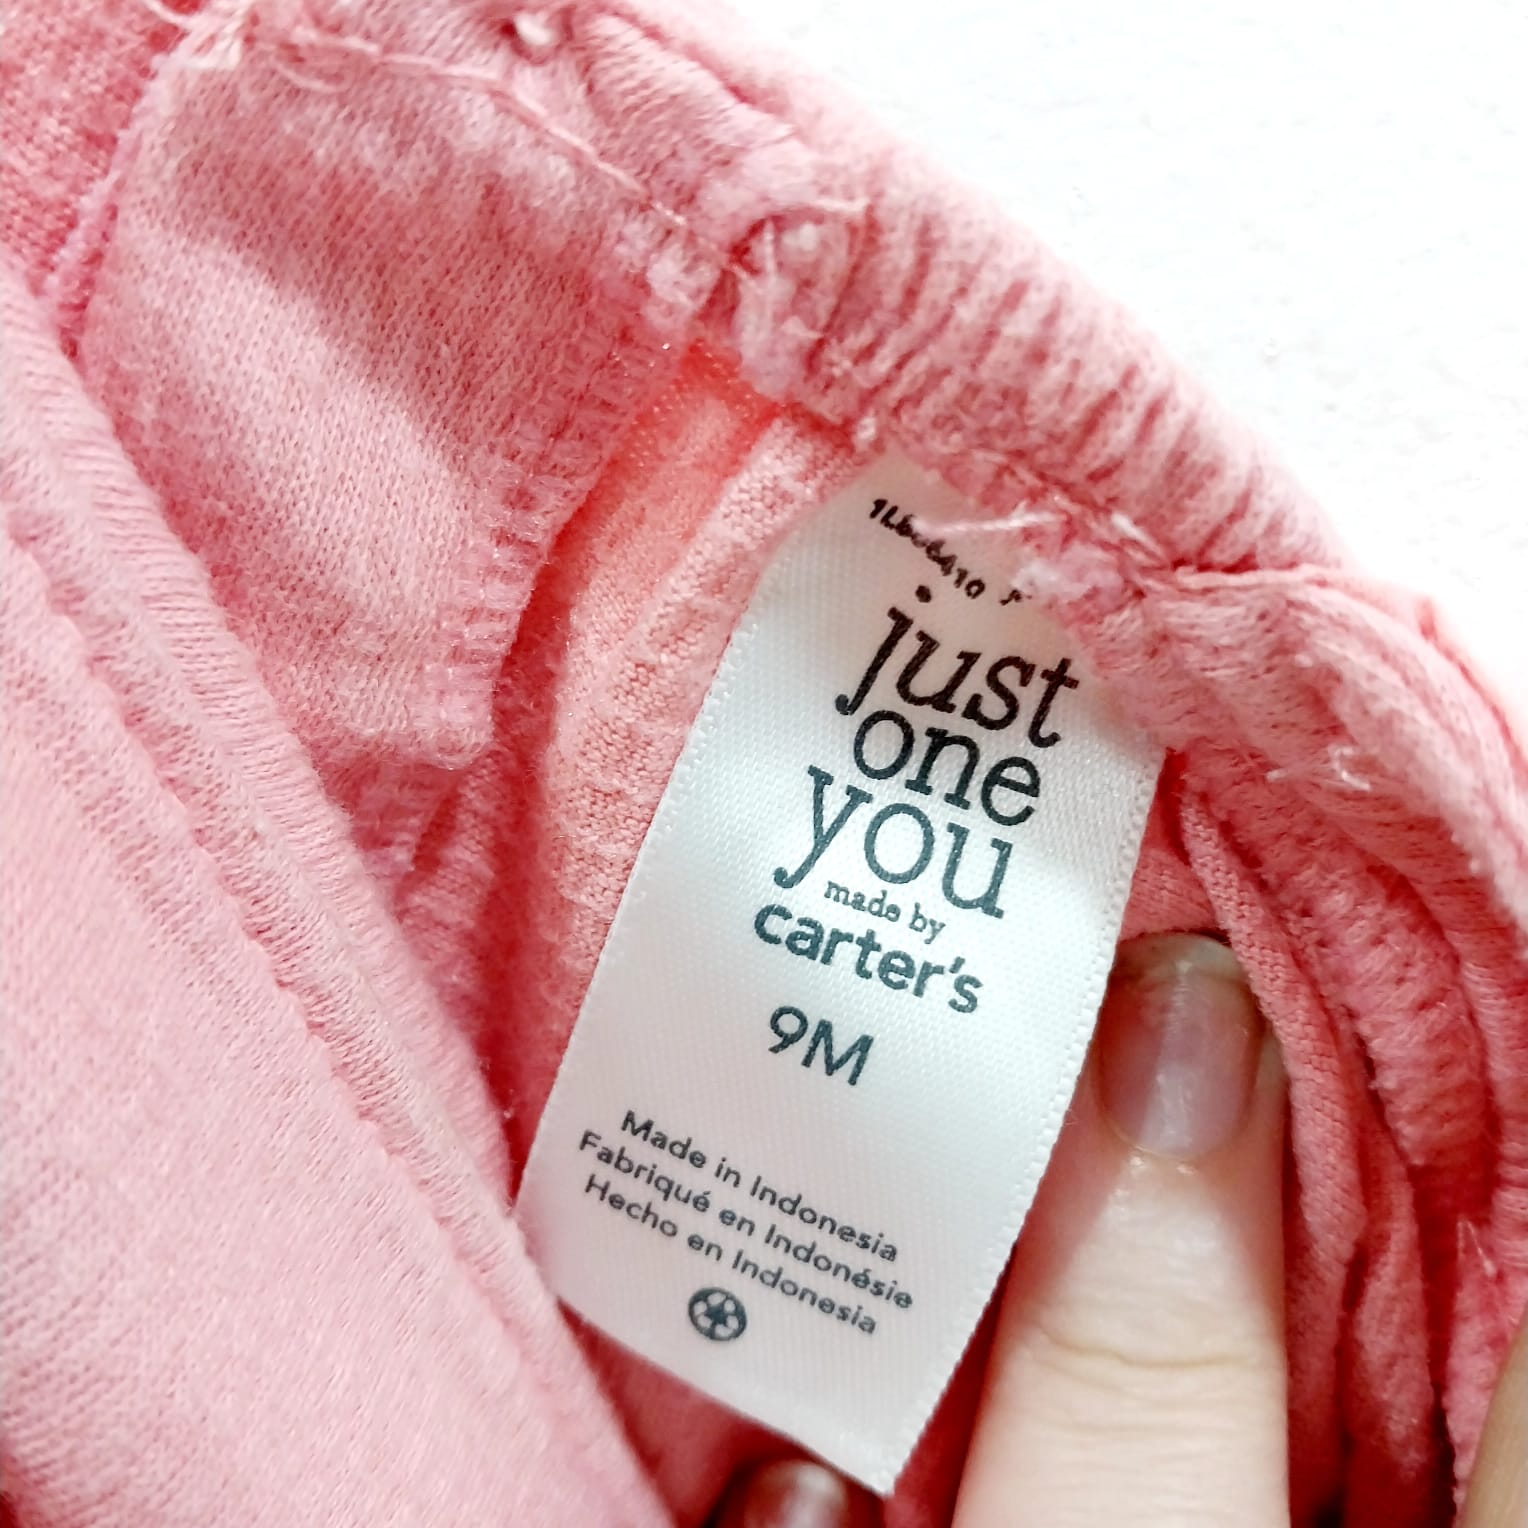 just
one
you
made by
carter's
9M
Made in Indonesia
Fabriqué en Indonésie
Hecho en Indonesia